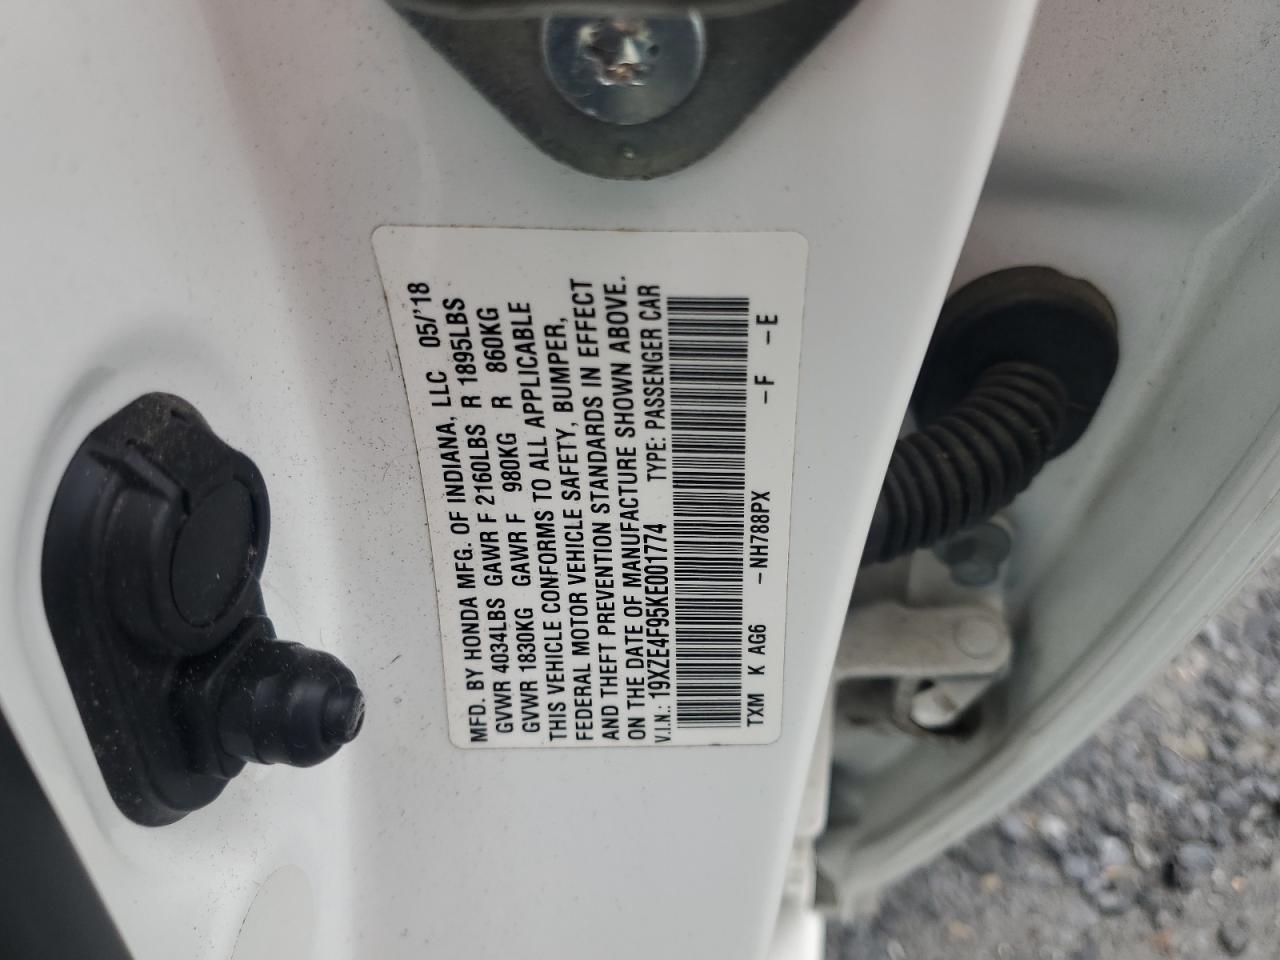 MFD. BY HONDA MFG. OF INDIANA, LLC 05/'18
GVWR 4034LBS GAWR F 2160LBS R 1895LBS
GVWR 1830KG GAWR F 980KG R 860KG
THIS VEHICLE CONFORMS TO ALL APPLICABLE
FEDERAL MOTOR VEHICLE SAFETY, BUMPER,
AND THEFT PREVENTION STANDARDS IN EFFECT
ON THE DATE OF MANUFACTURE SHOWN ABOVE.
V.I.N.: 19XZE4F95KE001774 TYPE: PASSENGER CAR
TXM K AG6 -NH788PX -F -E